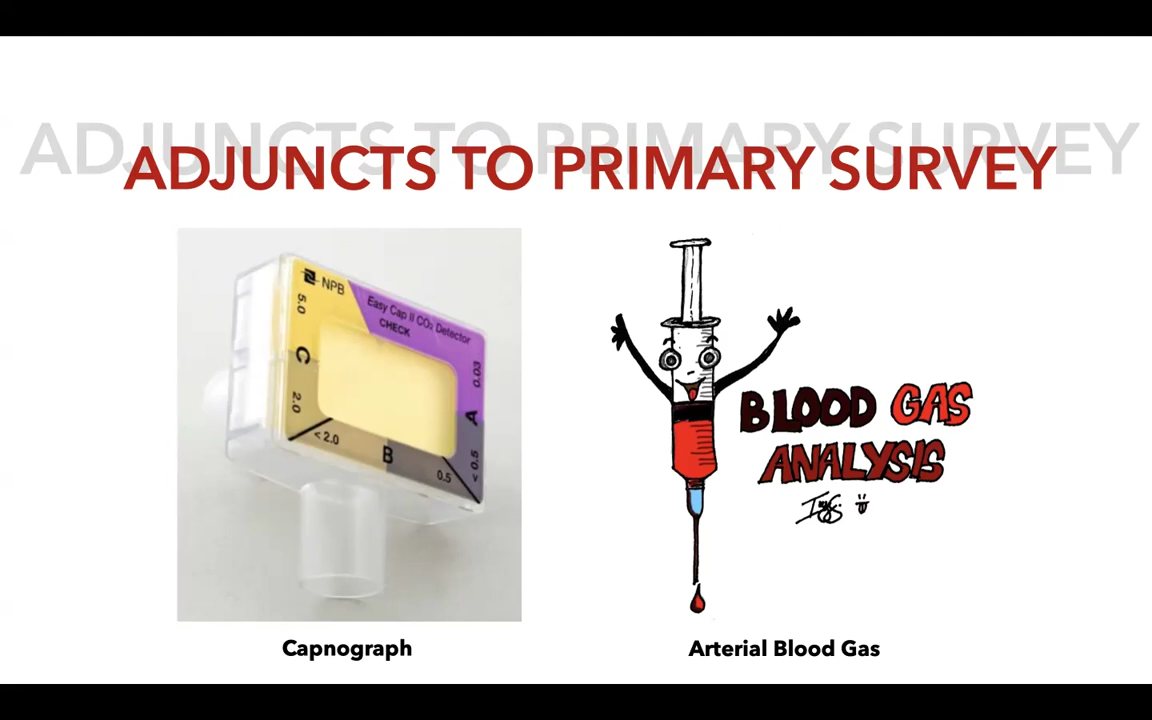 ADJUNCTS TO PRIMARY SURVEY
ADJUNCTS TO PRIMARY SURVEY
NPB
Easy Cap II CO₂ Detector
CHECK
5.0
C
2.0
0.03
A
< 0.5
< 2.0
B
0.5
BLOOD GAS
ANALYSIS
Capnograph
Arterial Blood Gas